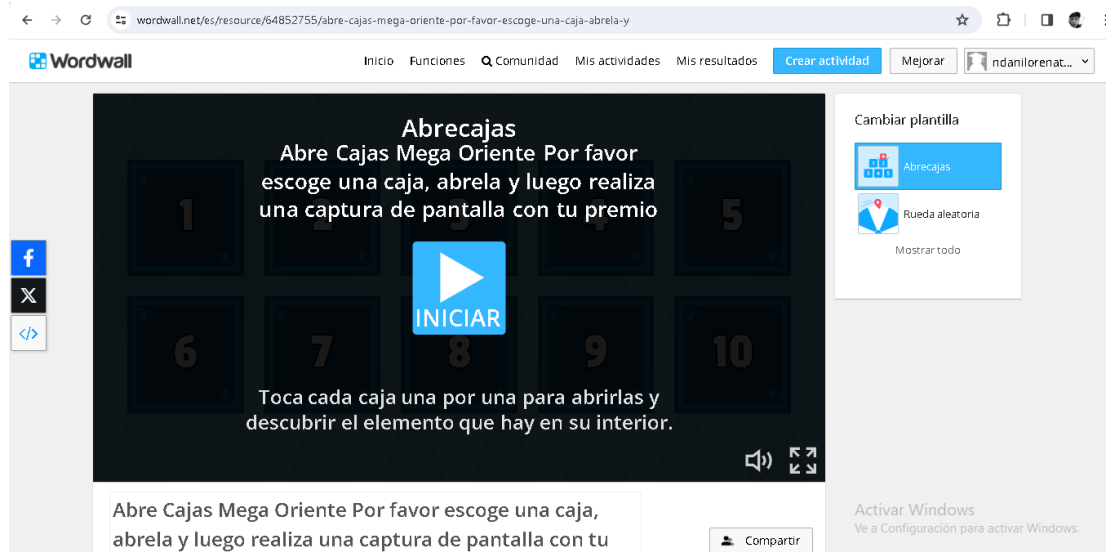 wordwall.net/es/resource/64852755/abre-cajas-mega-oriente-por-favor-escoge-una-caja-abrela-y
Wordwall
Inicio Funciones Comunidad Mis actividades Mis resultados Crear actividad Mejorar ndanilorenat...
Abrecajas
Abre Cajas Mega Oriente Por favor
escoge una caja, abrela y luego realiza
una captura de pantalla con tu premio
1 2 3 4 5
INICIAR
6 7 8 9 10
Toca cada caja una por una para abrirlas y
descubrir el elemento que hay en su interior.
Cambiar plantilla
Abrecajas
Rueda aleatoria
Mostrar todo
f
X
</>
Abre Cajas Mega Oriente Por favor escoge una caja,
abrela y luego realiza una captura de pantalla con tu
Compartir
Activar Windows
Ve a Configuración para activar Windows.